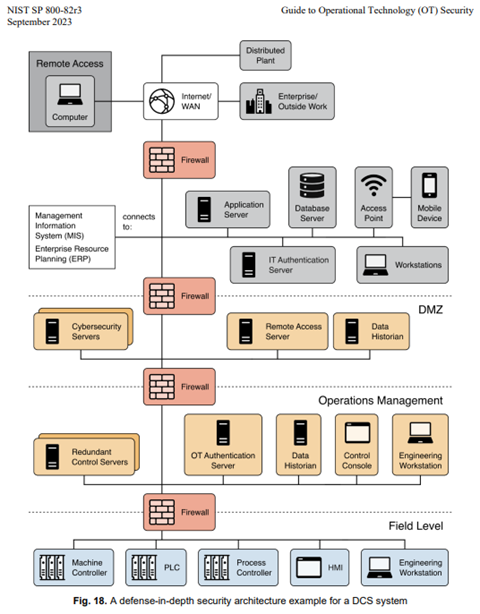 NIST SP 800-82r3
Guide to Operational Technology (OT) Security
September 2023
Distributed
Plant
Remote Access
Computer
Internet/
WAN
Enterprise/
Outside Work
Firewall
Application
Server
Database
Server
Access
Point
Mobile
Device
Management
Information
System (MIS)
Enterprise Resource
Planning (ERP)
connects
to:
IT Authentication
Server
Workstations
Firewall
DMZ
Cybersecurity
Servers
Remote Access
Server
Data
Historian
Firewall
Operations Management
Redundant
Control Servers
OT Authentication
Server
Data
Historian
Control
Console
Engineering
Workstation
Firewall
Field Level
Machine
Controller
PLC
Process
Controller
HMI
Engineering
Workstation
Fig. 18. A defense-in-depth security architecture example for a DCS system